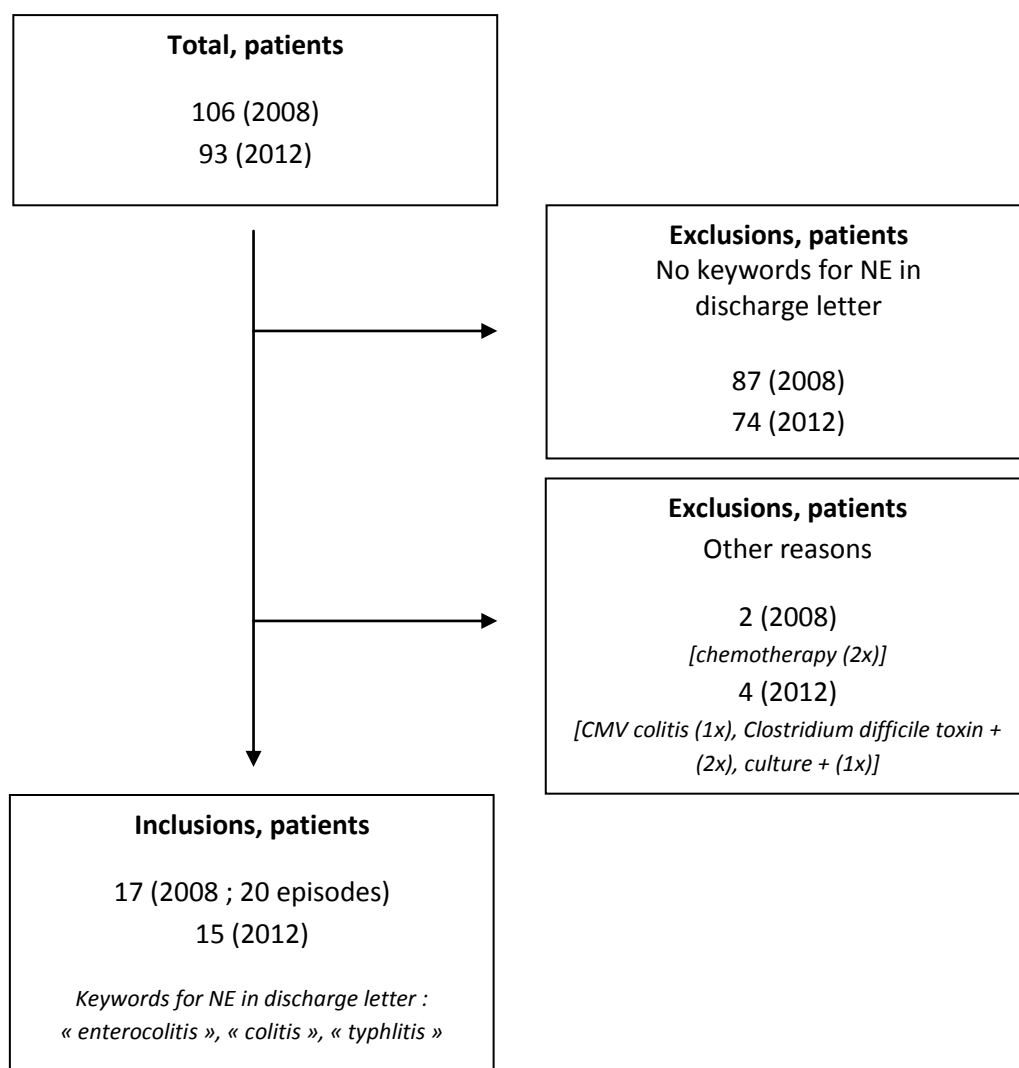 Total, patients
106 (2008)
93 (2012)
Exclusions, patients
No keywords for NE in
discharge letter
87 (2008)
74 (2012)
Exclusions, patients
Other reasons
2 (2008)
[chemotherapy (2x)]
4 (2012)
[CMV colitis (1x), Clostridium difficile toxin +
(2x), culture + (1x)]
Inclusions, patients
17 (2008 ; 20 episodes)
15 (2012)
Keywords for NE in discharge letter :
« enterocolitis », « colitis », « typhlitis »